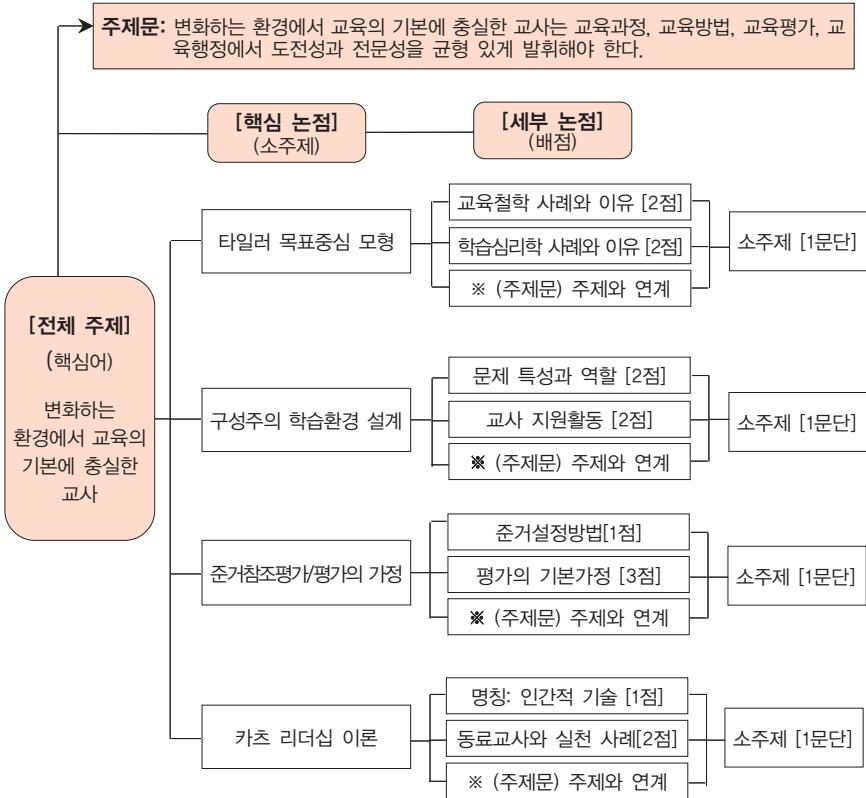 주제문: 변화하는 환경에서 교육의 기본에 충실한 교사는 교육과정, 교육방법, 교육평가, 교
육행정에서 도전성과 전문성을 균형 있게 발휘해야 한다.
[핵심 논점]
(소주제)
[세부 논점]
(배점)
[전체 주제]
(핵심어)
변화하는
환경에서 교육의
기본에 충실한
교사
타일러 목표중심 모형
교육철학 사례와 이유 [2점]
학습심리학 사례와 이유 [2점]
※ (주제문) 주제와 연계
소주제 [1문단]
구성주의 학습환경 설계
문제 특성과 역할 [2점]
교사 지원활동 [2점]
※ (주제문) 주제와 연계
소주제 [1문단]
준거참조평가/평가의 가정
준거설정방법[1점]
평가의 기본가정 [3점]
※ (주제문) 주제와 연계
소주제 [1문단]
카츠 리더십 이론
명칭: 인간적 기술 [1점]
동료교사와 실천 사례[2점]
※ (주제문) 주제와 연계
소주제 [1문단]